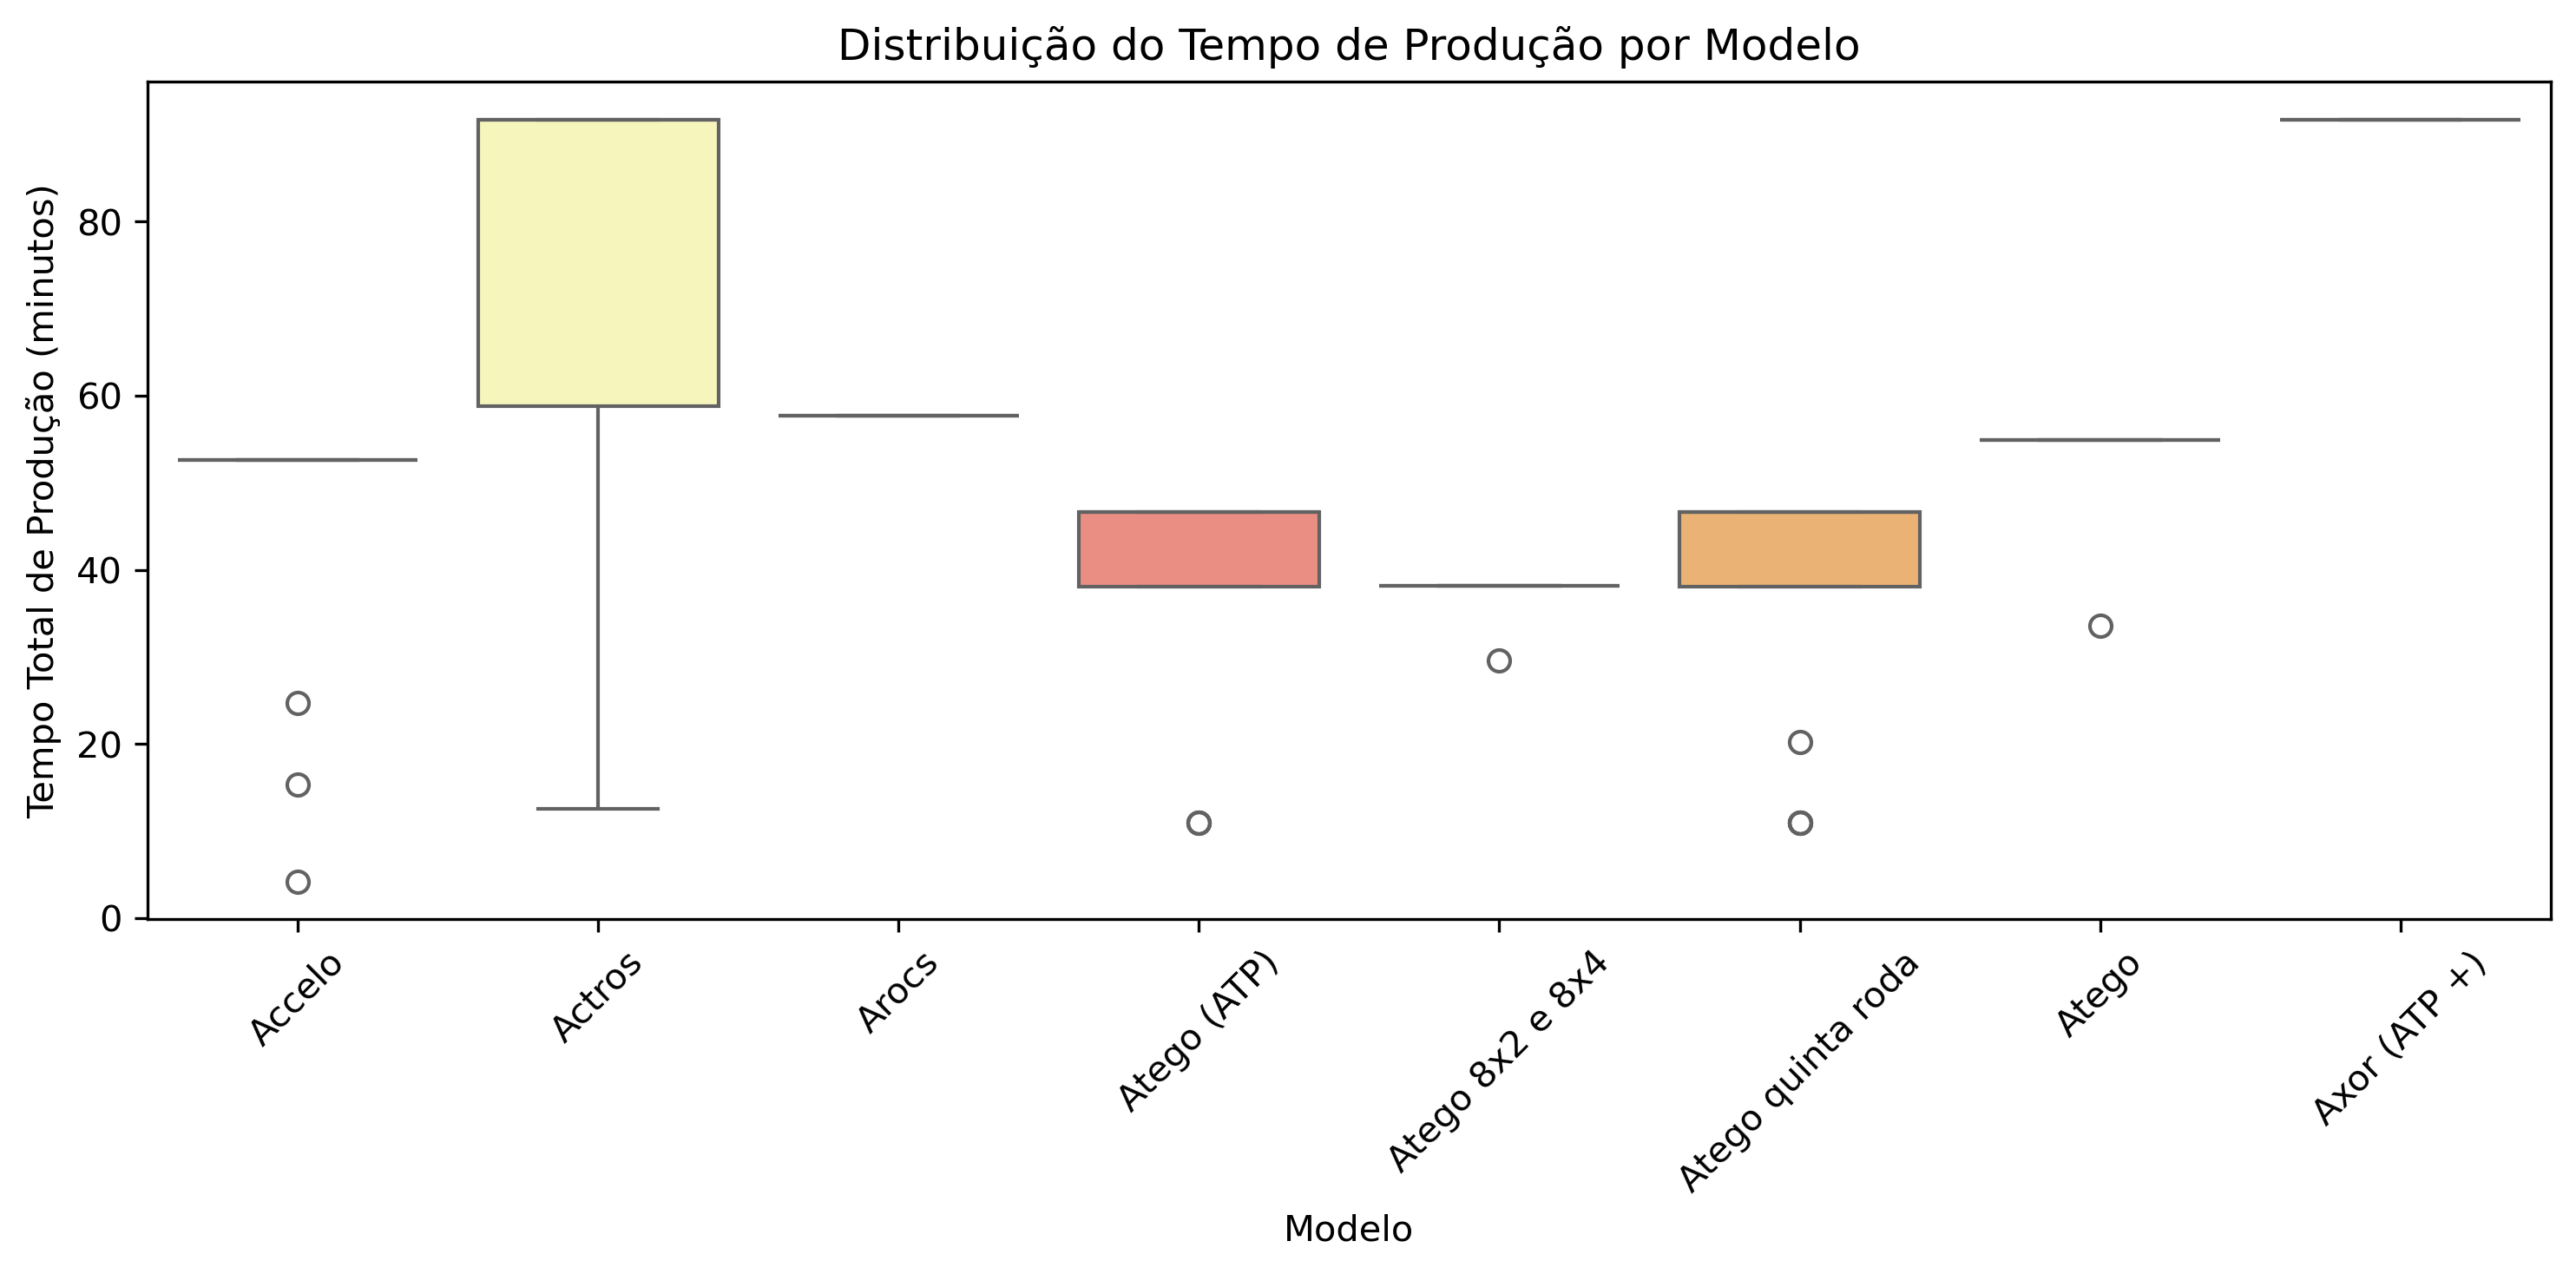 Distribuição do Tempo de Produção por Modelo
Tempo Total de Produção (minutos)
80
60
40
20
0
Accelo
Actros
Arocs
Atego (ATP)
Atego 8x2 e 8x4
Atego quinta roda
Atego
Axor (ATP +)
Modelo